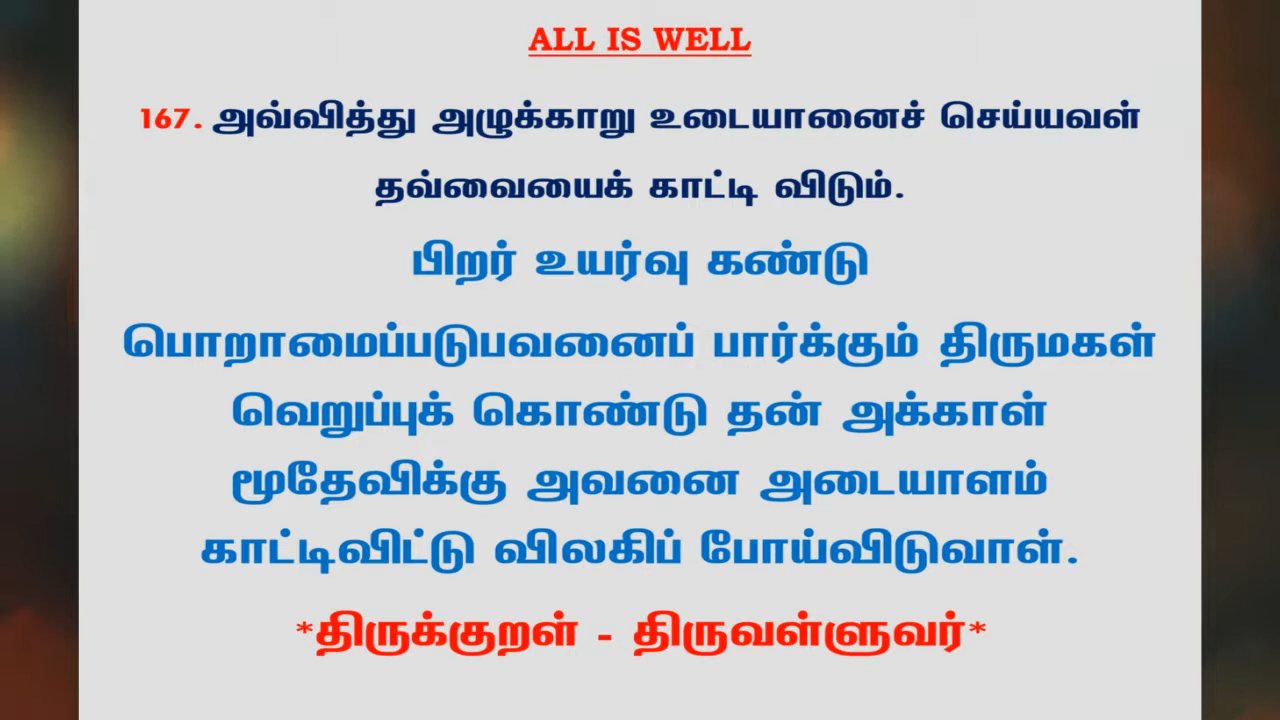 ALL IS WELL
167. அவ்வித்து அழுக்காறு உடையானைச் செய்யவள்
தவ்வையைக் காட்டி விடும்.
பிறர் உயர்வு கண்டு
பொறாமைப்படுபவனைப் பார்க்கும் திருமகள்
வெறுப்புக் கொண்டு தன் அக்காள்
மூதேவிக்கு அவனை அடையாளம்
காட்டிவிட்டு விலகிப் போய்விடுவாள்.
*திருக்குறள் - திருவள்ளுவர்*